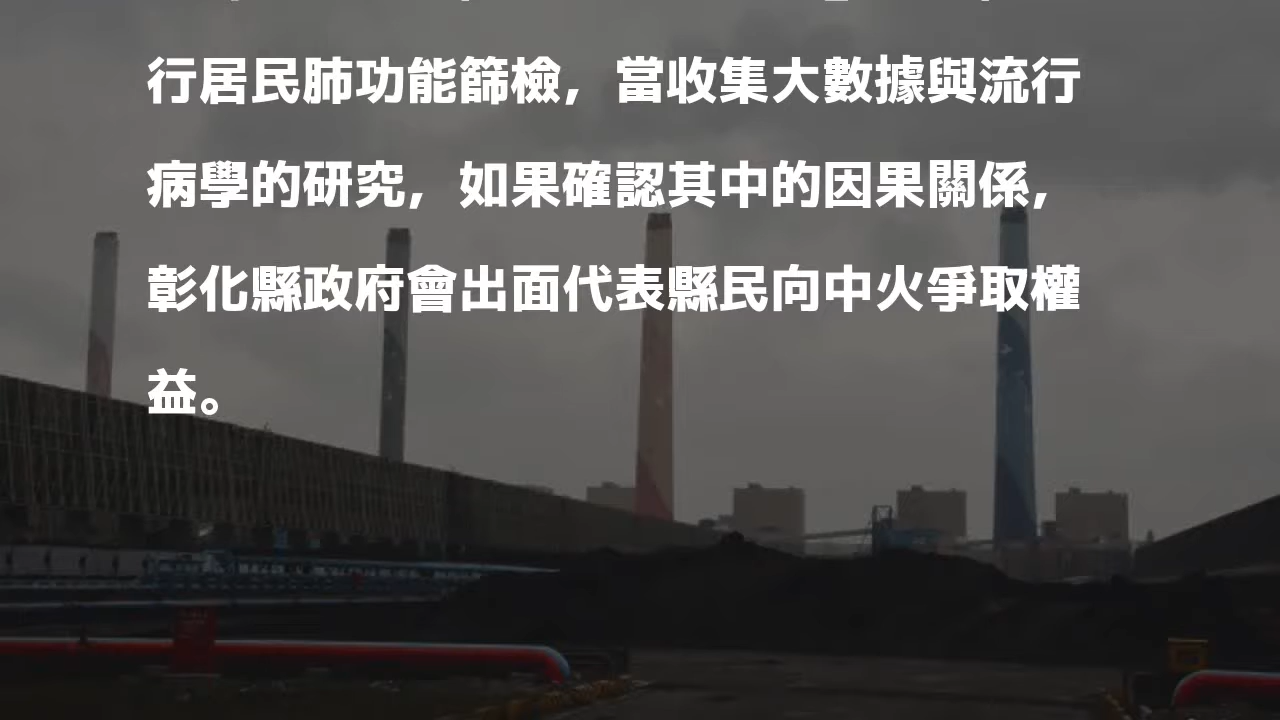 行居民肺功能篩檢，當收集大數據與流行
病學的研究，如果確認其中的因果關係，
彰化縣政府會出面代表縣民向中火爭取權
益。